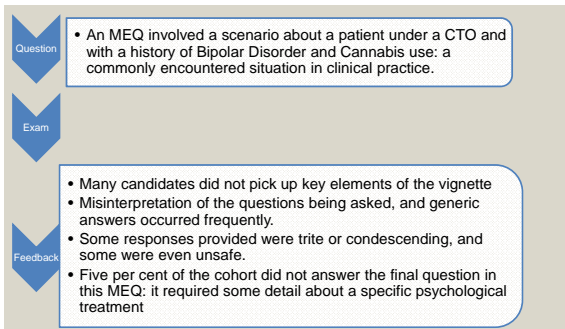 Question
• An MEQ involved a scenario about a patient under a CTO and
with a history of Bipolar Disorder and Cannabis use: a
commonly encountered situation in clinical practice.
Exam
Feedback
• Many candidates did not pick up key elements of the vignette
• Misinterpretation of the questions being asked, and generic
answers occurred frequently.
• Some responses provided were trite or condescending, and
some were even unsafe.
• Five per cent of the cohort did not answer the final question in
this MEQ: it required some detail about a specific psychological
treatment